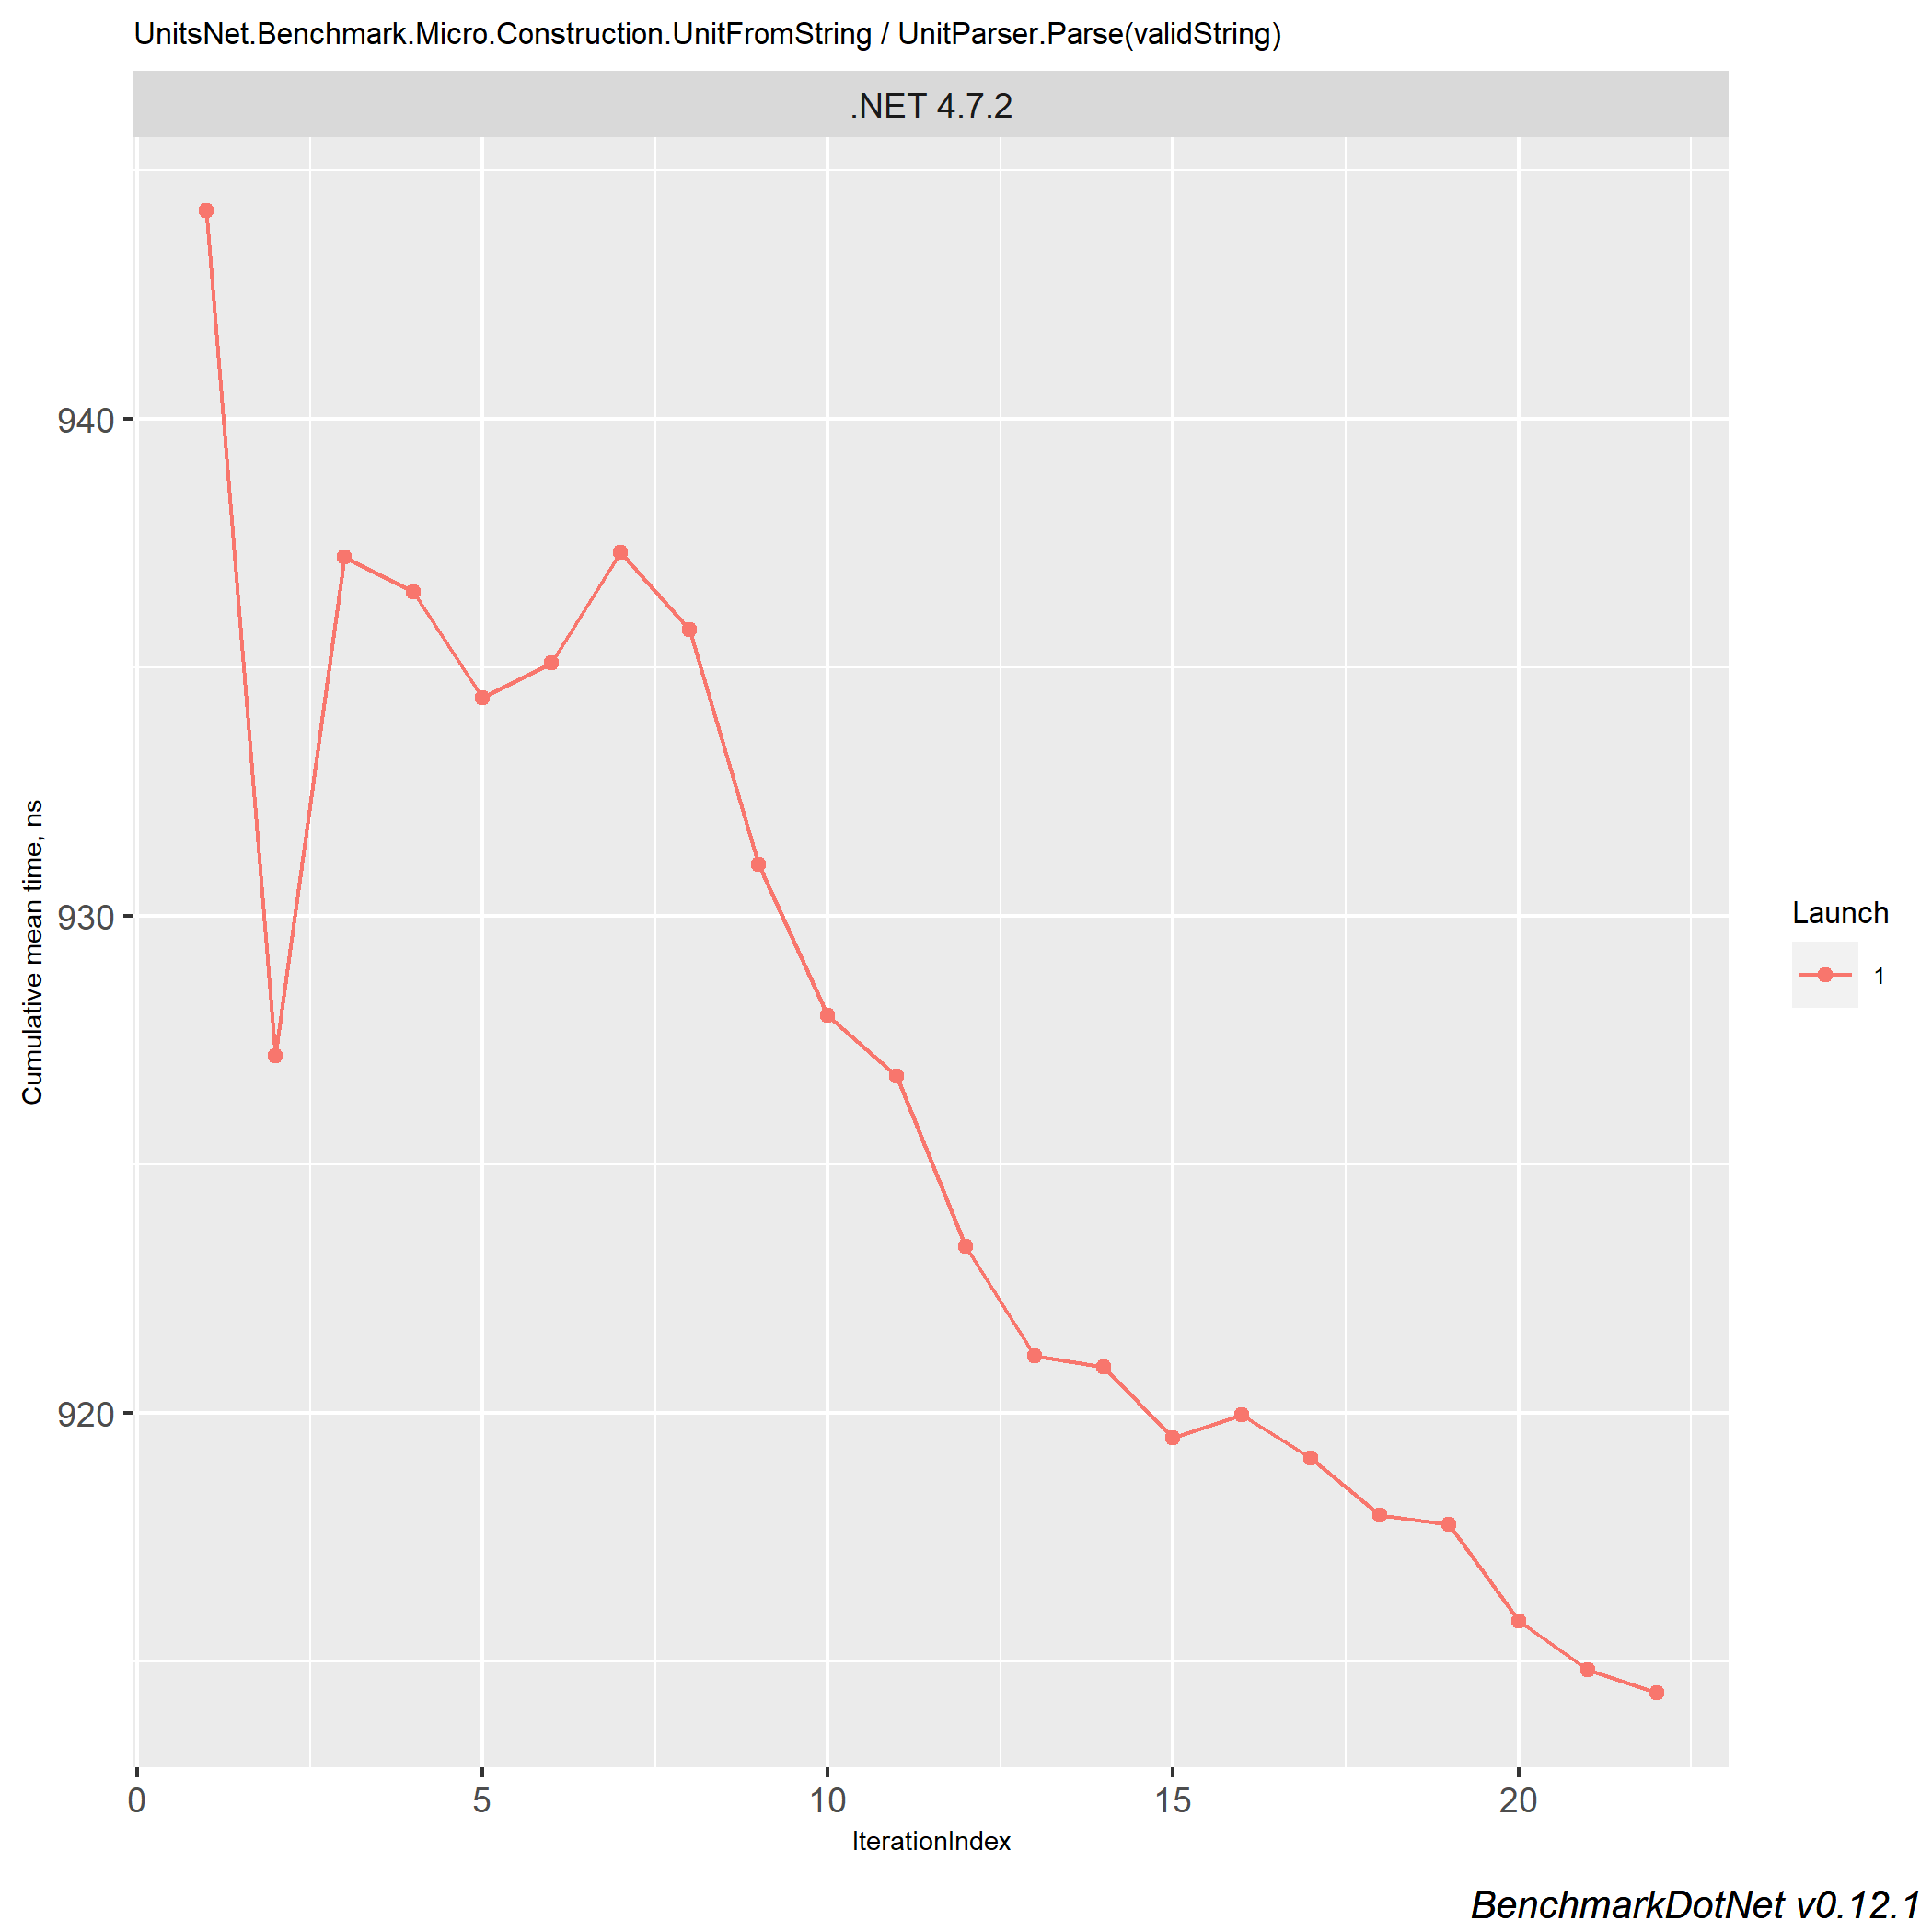 UnitsNet.Benchmark.Micro.Construction.UnitFromString / UnitParser.Parse(validString)
.NET 4.7.2
Cumulative mean time, ns
940
930
920
0 5 10 15 20
IterationIndex
Launch
1
BenchmarkDotNet v0.12.1